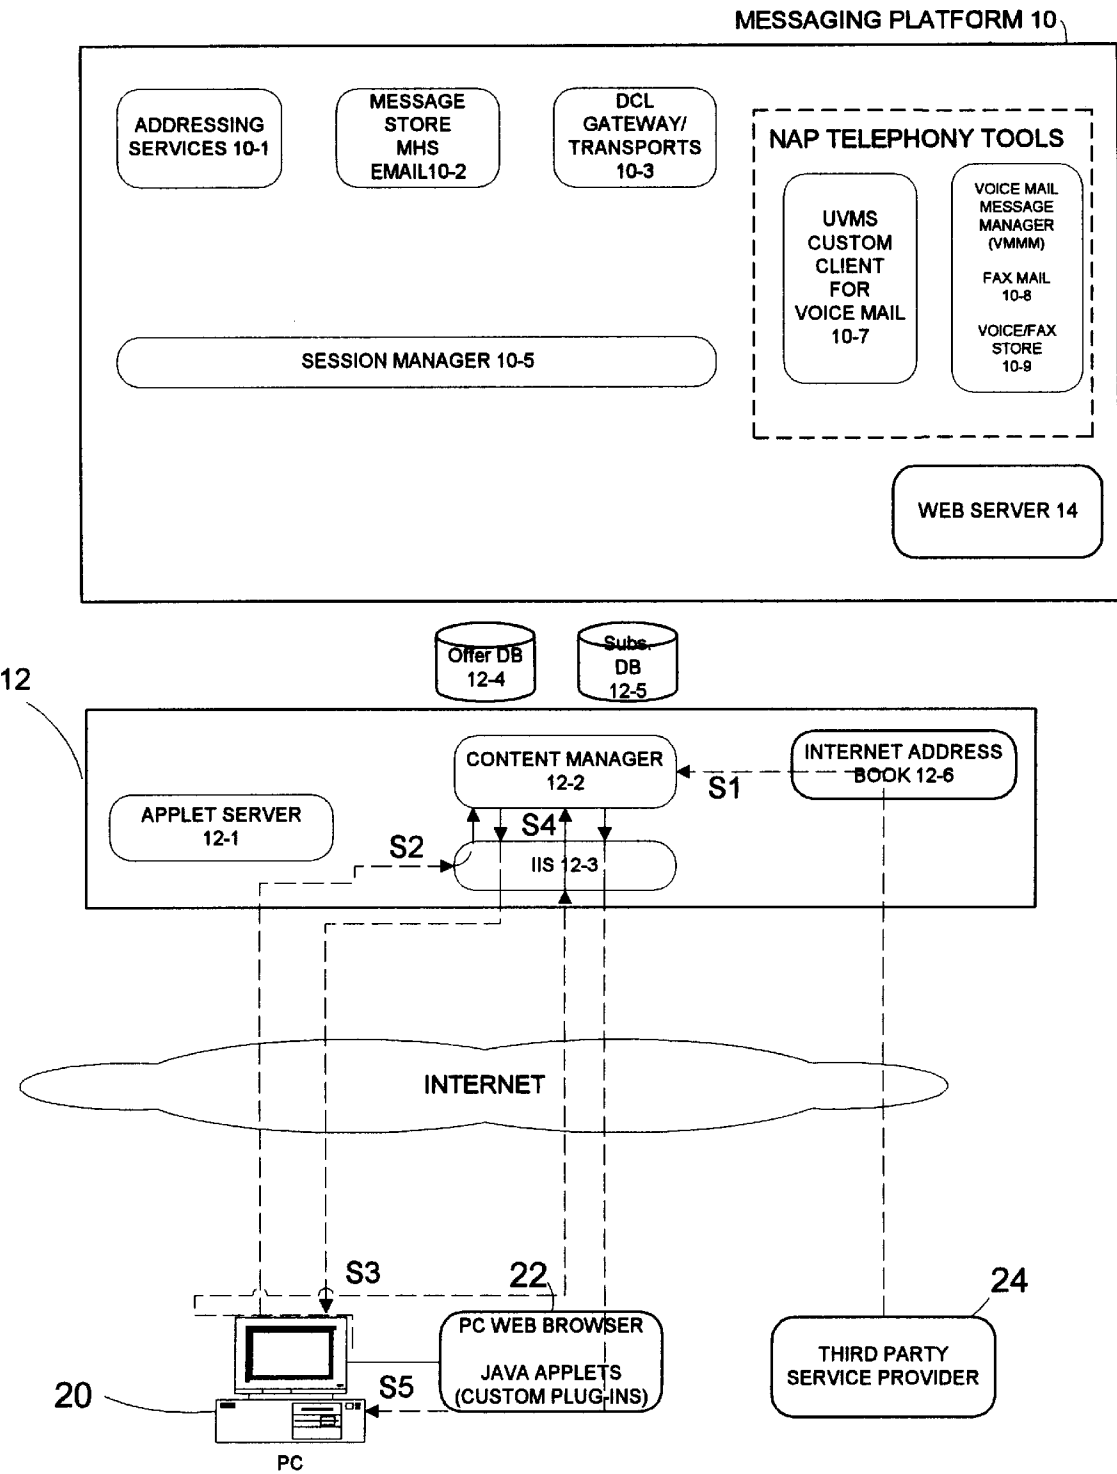 MESSAGING PLATFORM 10
ADDRESSING
SERVICES 10-1
MESSAGE
STORE
MHS
EMAIL10-2
DCL
GATEWAY/
TRANSPORTS
10-3
NAP TELEPHONY TOOLS
UVMS
CUSTOM
CLIENT
FOR
VOICE MAIL
10-7
VOICE MAIL
MESSAGE
MANAGER
(VMMM)
FAX MAIL
10-8
VOICE/FAX
STORE
10-9
SESSION MANAGER 10-5
WEB SERVER 14
Offer DB
12-4
Subs.
DB
12-5
12
CONTENT MANAGER
12-2
INTERNET ADDRESS
BOOK 12-6
S1
APPLET SERVER
12-1
S2
S4
IIS 12-3
INTERNET
S3
22
24
PC WEB BROWSER
JAVA APPLETS
(CUSTOM PLUG-INS)
THIRD PARTY
SERVICE PROVIDER
20
S5
PC